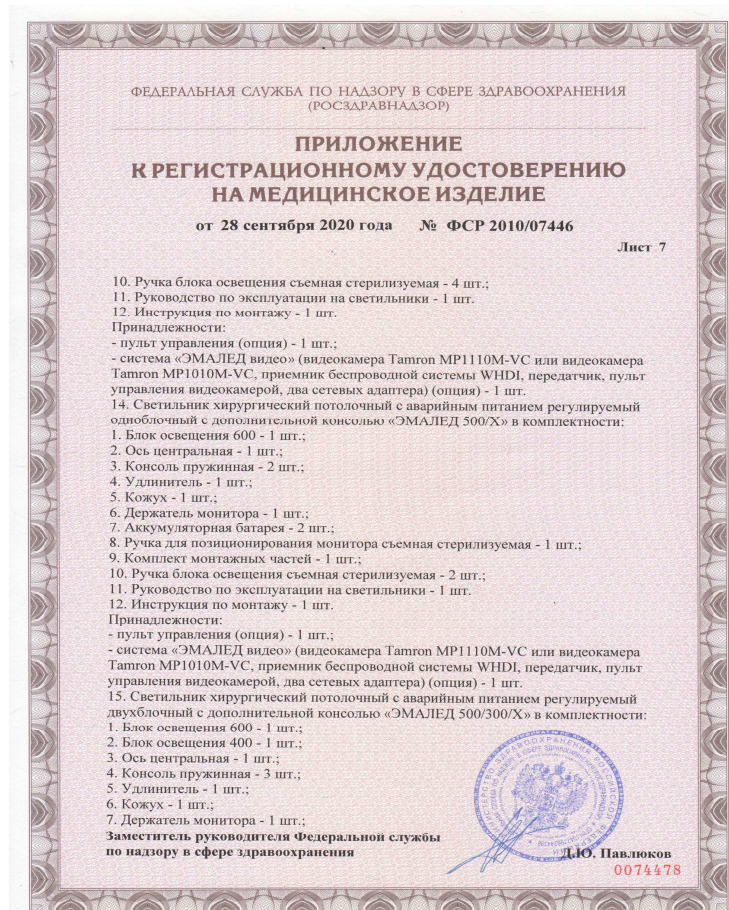 ФЕДЕРАЛЬНАЯ СЛУЖБА ПО НАДЗОРУ В СФЕРЕ ЗДРАВООХРАНЕНИЯ
(РОСЗДРАВНАДЗОР)
ПРИЛОЖЕНИЕ
К РЕГИСТРАЦИОННОМУ УДОСТОВЕРЕНИЮ
НА МЕДИЦИНСКОЕ ИЗДЕЛИЕ
от 28 сентября 2020 года № ФСР 2010/07446
Лист 7
10. Ручка блока освещения съемная стерилизуемая - 4 шт.;
11. Руководство по эксплуатации на светильники - 1 шт.
12. Инструкция по монтажу - 1 шт.
Принадлежности:
- пульт управления (опция) - 1 шт.;
- система «ЭМАЛЕД видео» (видеокамера Tamron MP1110M-VC или видеокамера
Tamron MP1010M-VC, приемник беспроводной системы WHDI, передатчик, пульт
управления видеокамерой, два сетевых адаптера) (опция) - 1 шт.
14. Светильник хирургический потолочный с аварийным питанием регулируемый
одноблочный с дополнительной консолью «ЭМАЛЕД 500/Х» в комплектности:
1. Блок освещения 600 - 1 шт.;
2. Ось центральная - 1 шт.;
3. Консоль пружинная - 2 шт.;
4. Удлинитель - 1 шт.;
5. Кожух - 1 шт.;
6. Держатель монитора - 1 шт.;
7. Аккумуляторная батарея - 2 шт.;
8. Ручка для позиционирования монитора съемная стерилизуемая - 1 шт.;
9. Комплект монтажных частей - 1 шт.;
10. Ручка блока освещения съемная стерилизуемая - 2 шт.;
11. Руководство по эксплуатации на светильники - 1 шт.
12. Инструкция по монтажу - 1 шт.
Принадлежности:
- пульт управления (опция) - 1 шт.;
- система «ЭМАЛЕД видео» (видеокамера Tamron MP1110M-VC или видеокамера
Tamron MP1010M-VC, приемник беспроводной системы WHDI, передатчик, пульт
управления видеокамерой, два сетевых адаптера) (опция) - 1 шт.
15. Светильник хирургический потолочный с аварийным питанием регулируемый
двухблочный с дополнительной консолью «ЭМАЛЕД 500/300/Х» в комплектности:
1. Блок освещения 600 - 1 шт.;
2. Блок освещения 400 - 1 шт.;
3. Ось центральная - 1 шт.;
4. Консоль пружинная - 3 шт.;
5. Удлинитель - 1 шт.;
6. Кожух - 1 шт.;
7. Держатель монитора - 1 шт.;
Заместитель руководителя Федеральной службы
по надзору в сфере здравоохранения
Д.Ю. Павлюков
0074478